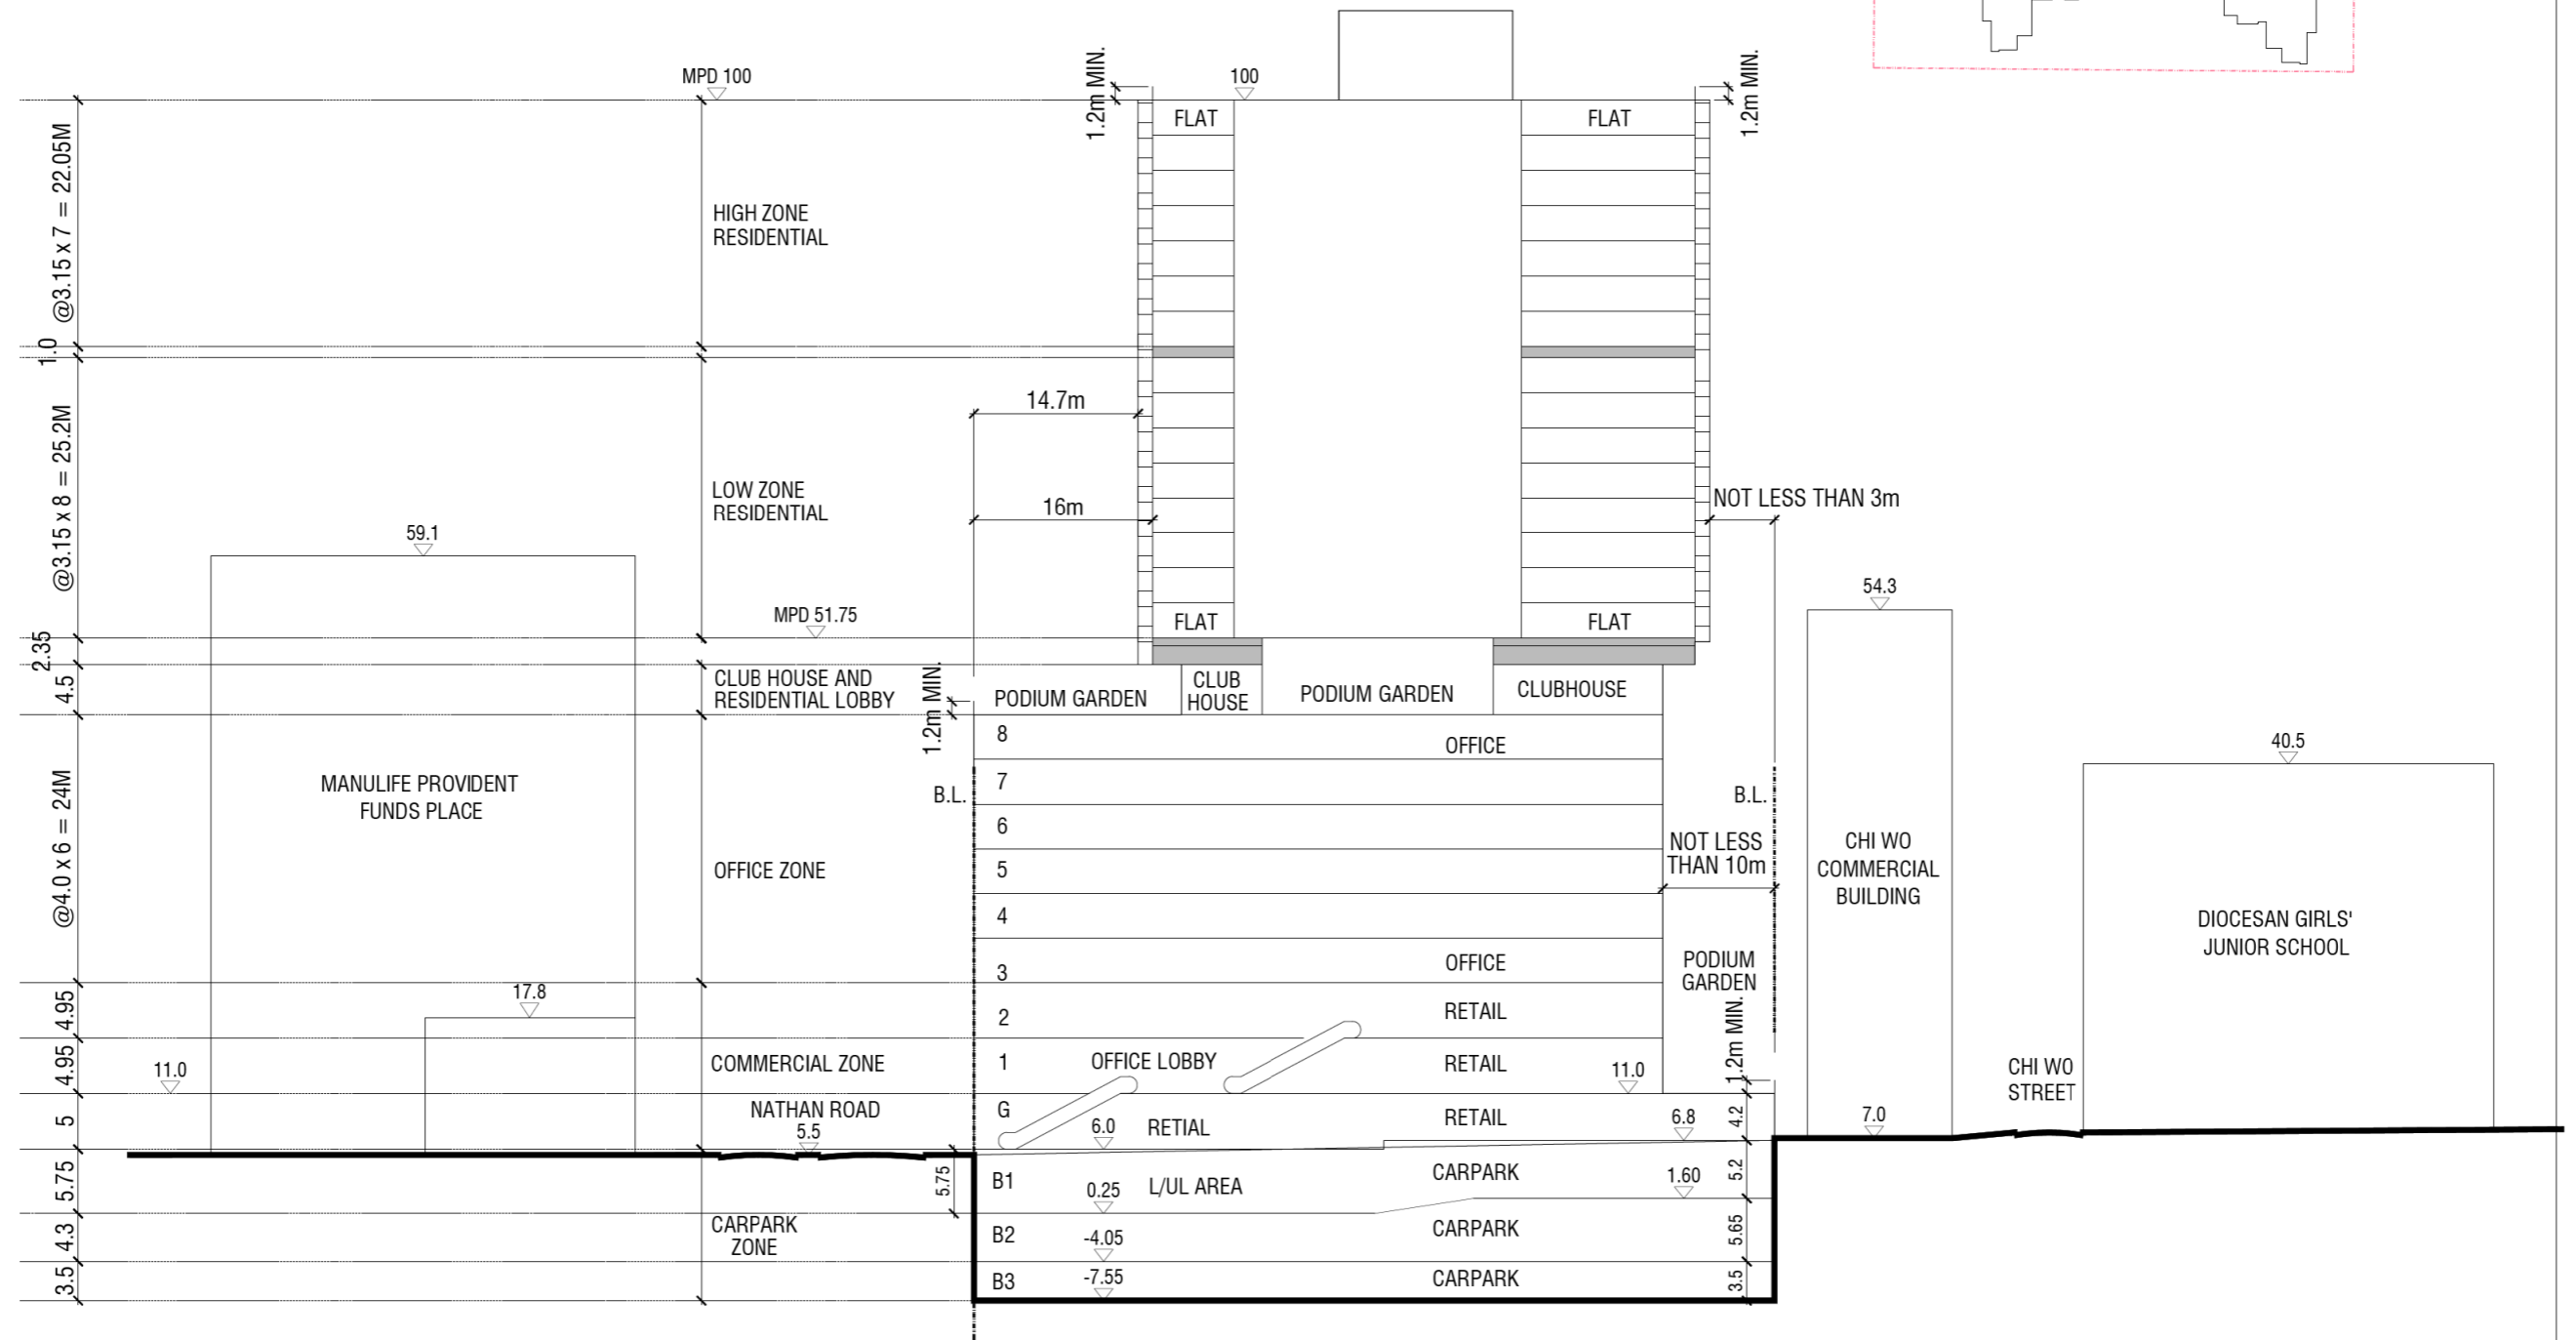 MPD 100
100
1.2m MIN.
1.2m MIN.
FLAT
FLAT
@3.15 x 7 = 22.05M
HIGH ZONE
RESIDENTIAL
1.0
14.7m
@3.15 x 8 = 25.2M
LOW ZONE
RESIDENTIAL
16m
NOT LESS THAN 3m
59.1
54.3
MPD 51.75
FLAT
FLAT
2.35
4.5
CLUB HOUSE AND
RESIDENTIAL LOBBY
1.2m MIN.
PODIUM GARDEN
CLUB
HOUSE
PODIUM GARDEN
CLUBHOUSE
8
OFFICE
40.5
MANULIFE PROVIDENT
FUNDS PLACE
B.L.
7
B.L.
@4.0 x 6 = 24M
6
NOT LESS
THAN 10m
CHI WO
COMMERCIAL
BUILDING
OFFICE ZONE
5
4
DIOCESAN GIRLS'
JUNIOR SCHOOL
3
OFFICE
PODIUM
GARDEN
17.8
4.95
2
RETAIL
1.2m MIN.
4.95
11.0
COMMERCIAL ZONE
1
OFFICE LOBBY
RETAIL
11.0
CHI WO
STREET
5
NATHAN ROAD
5.5
G
6.0
RETIAL
RETAIL
6.8
4.2
7.0
5.75
5.75
B1
0.25
L/UL AREA
CARPARK
1.60
5.2
4.3
CARPARK
ZONE
B2
-4.05
CARPARK
5.65
3.5
B3
-7.55
CARPARK
3.5